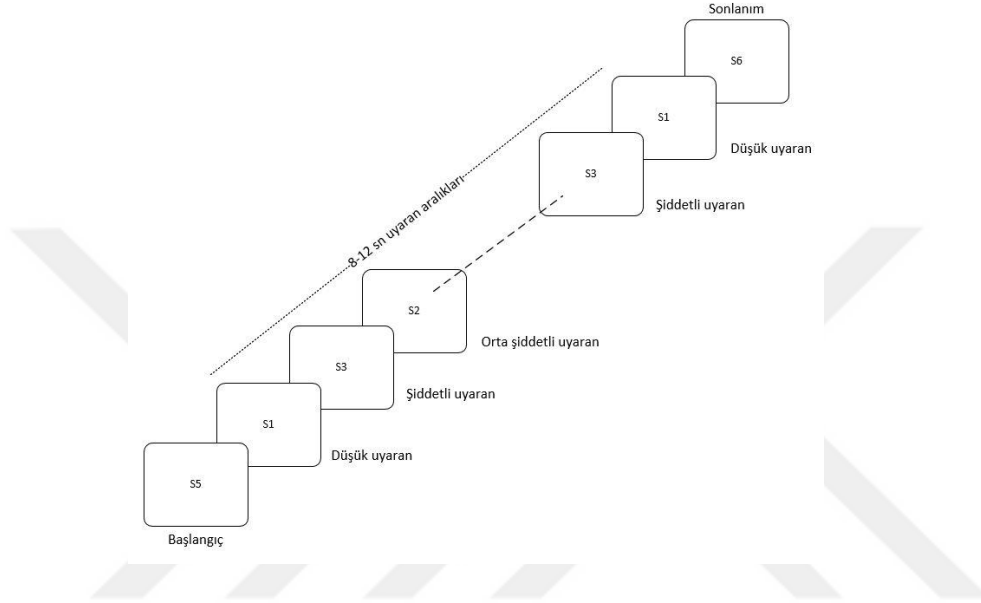 Sonlanım
S6
S1
Düşük uyaran
S3
Şiddetli uyaran
8-12 sn uyaran aralıkları
S2
Orta şiddetli uyaran
S3
Şiddetli uyaran
S1
Düşük uyaran
S5
Başlangıç